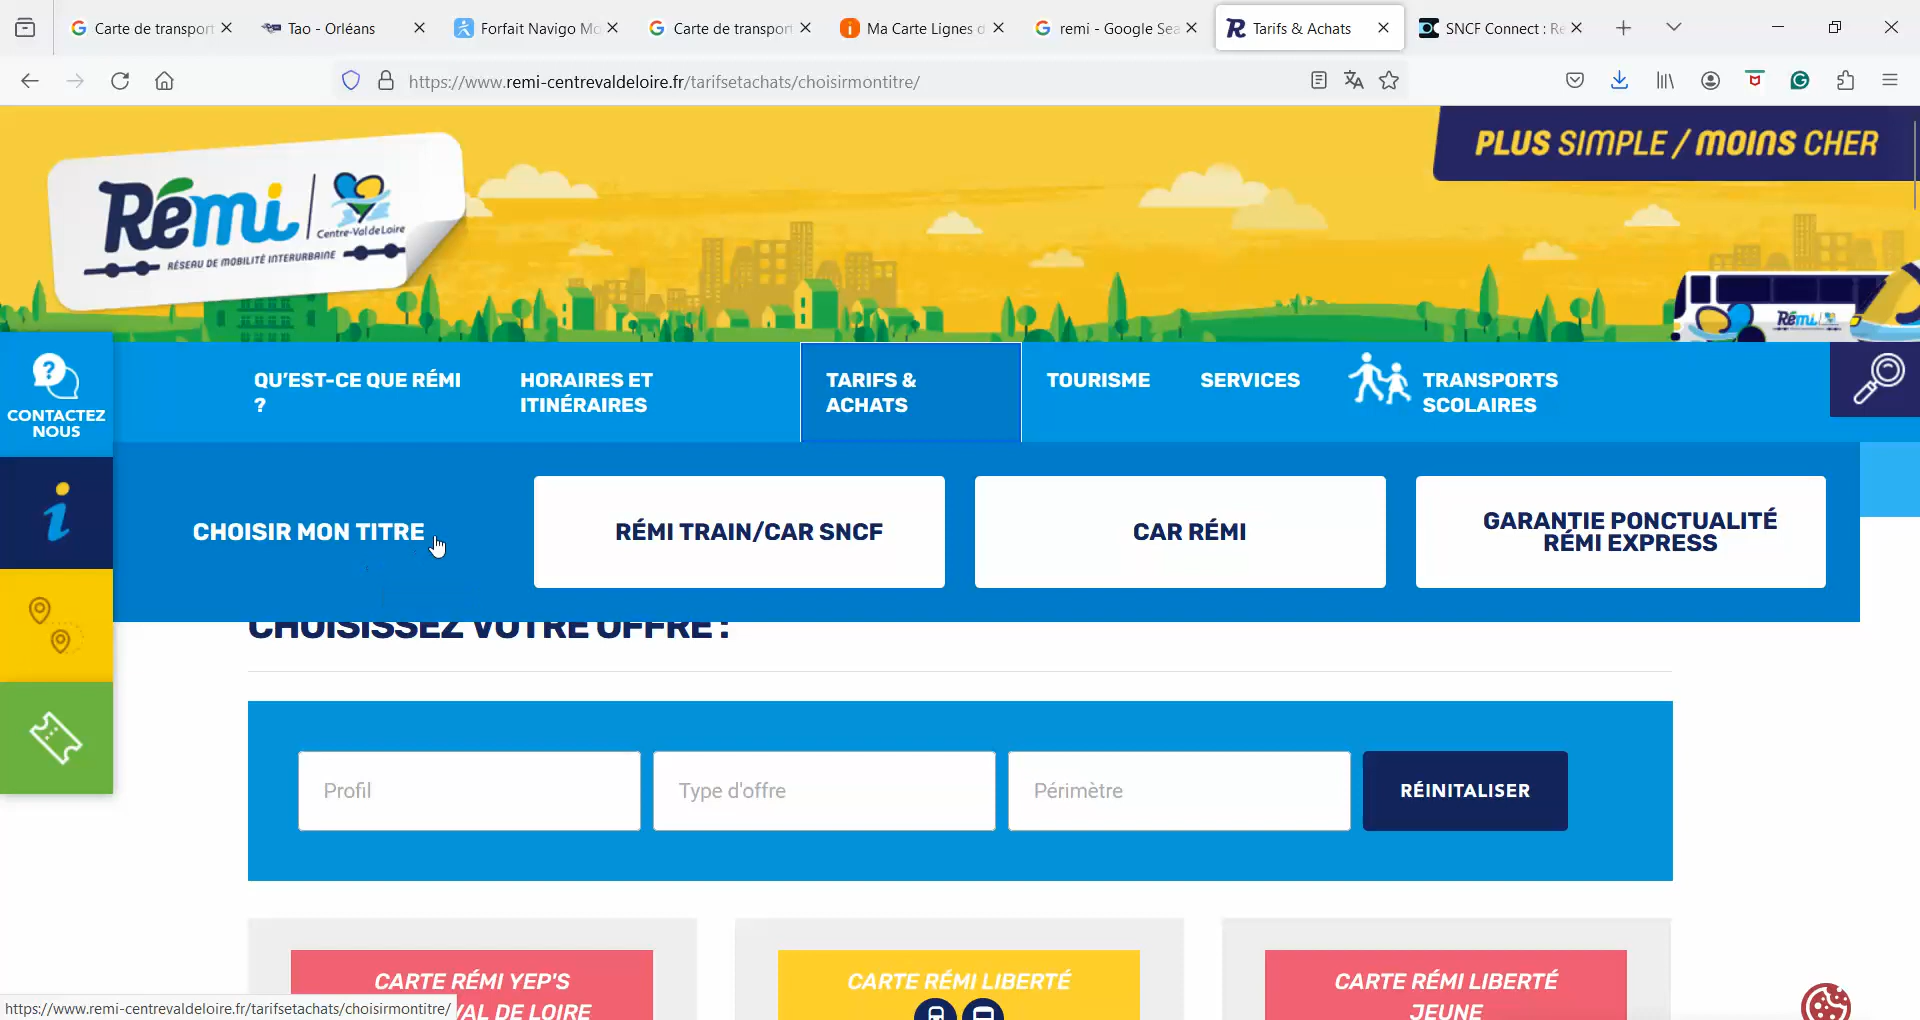 Carte de transport
Tao - Orléans
Forfait Navigo Mo
Carte de transport
Ma Carte Lignes d
remi - Google Sea
Tarifs & Achats
SNCF Connect : Ré
https://www.remi-centrevaldeloire.fr/tarifsetachats/choisirmontitre/
PLUS SIMPLE / MOINS CHER
Rémi
Centre-Val de Loire
RÉSEAU DE MOBILITÉ INTERURBAINE
Rémi
CONTACTEZ
NOUS
QU’EST-CE QUE RÉMI
?
HORAIRES ET
ITINÉRAIRES
TARIFS &
ACHATS
TOURISME
SERVICES
TRANSPORTS
SCOLAIRES
CHOISIR MON TITRE
RÉMI TRAIN/CAR SNCF
CAR RÉMI
GARANTIE PONCTUALITÉ
RÉMI EXPRESS
CHOISISSEZ VOTRE OFFRE :
Profil
Type d'offre
Périmètre
RÉINITALISER
CARTE RÉMI YEP'S
VAL DE LOIRE
CARTE RÉMI LIBERTÉ
CARTE RÉMI LIBERTÉ
JEUNE
https://www.remi-centrevaldeloire.fr/tarifsetachats/choisirmontitre/